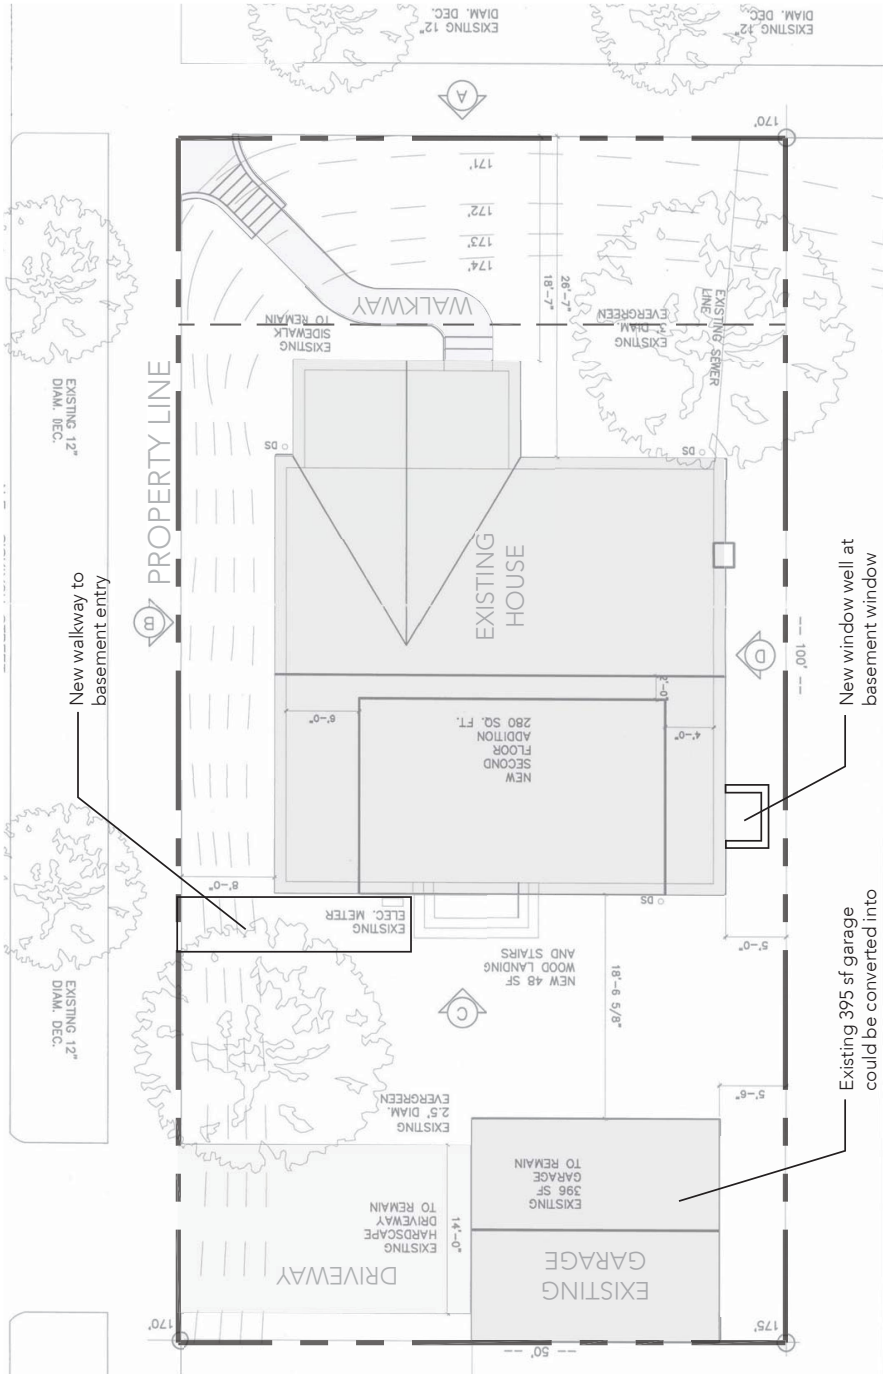 EXISTING 12"
DIAM. DEC.
EXISTING 12"
DIAM. DEC
A
170'
171'
172'
173'
174'
18'-7"
26'-7"
WALKWAY
EXISTING
SIDEWALK
TO REMAIN
EXISTING
3' DIAM.
EVERGREEN
EXISTING SEWER
LINE
EXISTING 12"
DIAM. DEC.
PROPERTY LINE
DS
DS
EXISTING
HOUSE
New walkway to
basement entry
B
D
-- 100' --
New window well at
basement window
2'-0"
6'-0"
4'-0"
NEW
SECOND
FLOOR
ADDITION
280 SQ. FT.
8'-0"
DS
EXISTING
ELEC. METER
5'-0"
NEW 48 SF
WOOD LANDING
AND STAIRS
18'-6 5/8"
C
EXISTING 12"
DIAM. DEC.
Existing 395 sf garage
could be converted into
EXISTING
2.5' DIAM.
EVERGREEN
5'-6"
EXISTING
396 SF
GARAGE
TO REMAIN
EXISTING
HARDSCAPE
DRIVEWAY
TO REMAIN
14'-0"
DRIVEWAY
EXISTING
GARAGE
170'
175'
-- 50' --